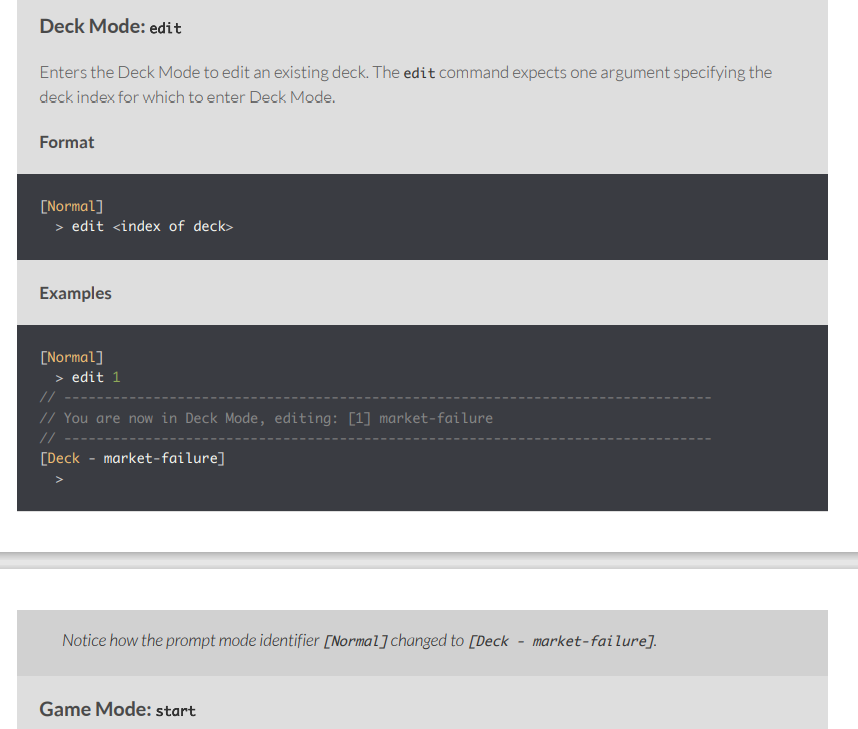 Deck Mode: edit
Enters the Deck Mode to edit an existing deck. The edit command expects one argument specifying the
deck index for which to enter Deck Mode.
Format
[Normal]
  > edit <index of deck>
Examples
[Normal]
  > edit 1
// --------------------------------------------------------------------------------
// You are now in Deck Mode, editing: [1] market-failure
// --------------------------------------------------------------------------------
[Deck - market-failure]
  >
Notice how the prompt mode identifier [Normal] changed to [Deck - market-failure].
Game Mode: start